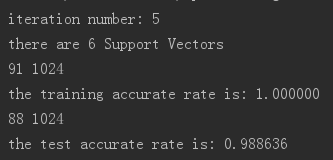 iteration number: 5
there are 6 Support Vectors
91 1024
the training accurate rate is: 1.000000
88 1024
the test accurate rate is: 0.988636